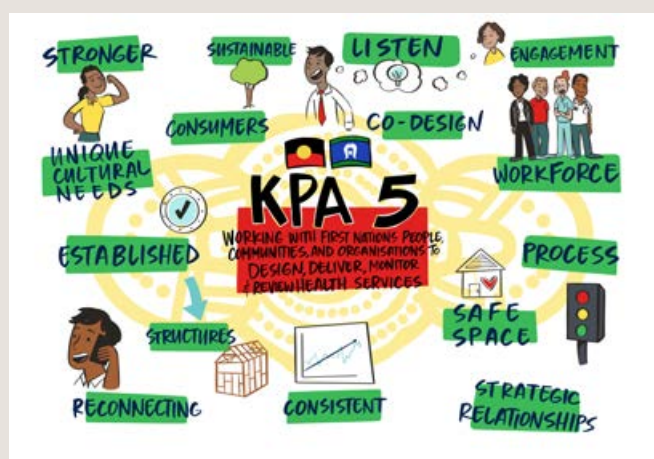 STRONGER
SUSTAINABLE
LISTEN
ENGAGEMENT
CONSUMERS
CO-DESIGN
UNIQUE
CULTURAL
NEEDS
WORKFORCE
KPA 5
WORKING WITH FIRST NATIONS PEOPLE,
COMMUNITIES, AND ORGANISATIONS TO
DESIGN, DELIVER, MONITOR
& REVIEW HEALTH SERVICES
ESTABLISHED
PROCESS
STRUCTURES
SAFE
SPACE
RECONNECTING
CONSISTENT
STRATEGIC
RELATIONSHIPS